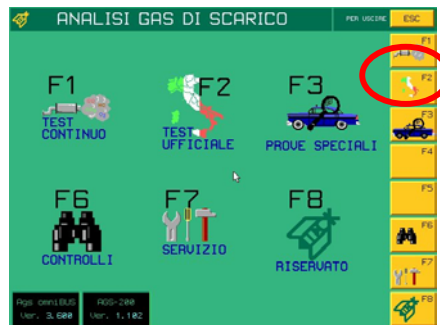 ANALISI GAS DI SCARICO
PER USCIRE
ESC
F1
F1
TEST
CONTINUO
F2
TEST
UFFICIALE
F3
PROVE SPECIALI
F2
F3
F4
F5
F6
CONTROLLI
F7
SERVIZIO
F8
RISERVATO
F6
F7
F8
Ags omniBUS
Ver. 3.600
AGS-200
Ver. 1.102